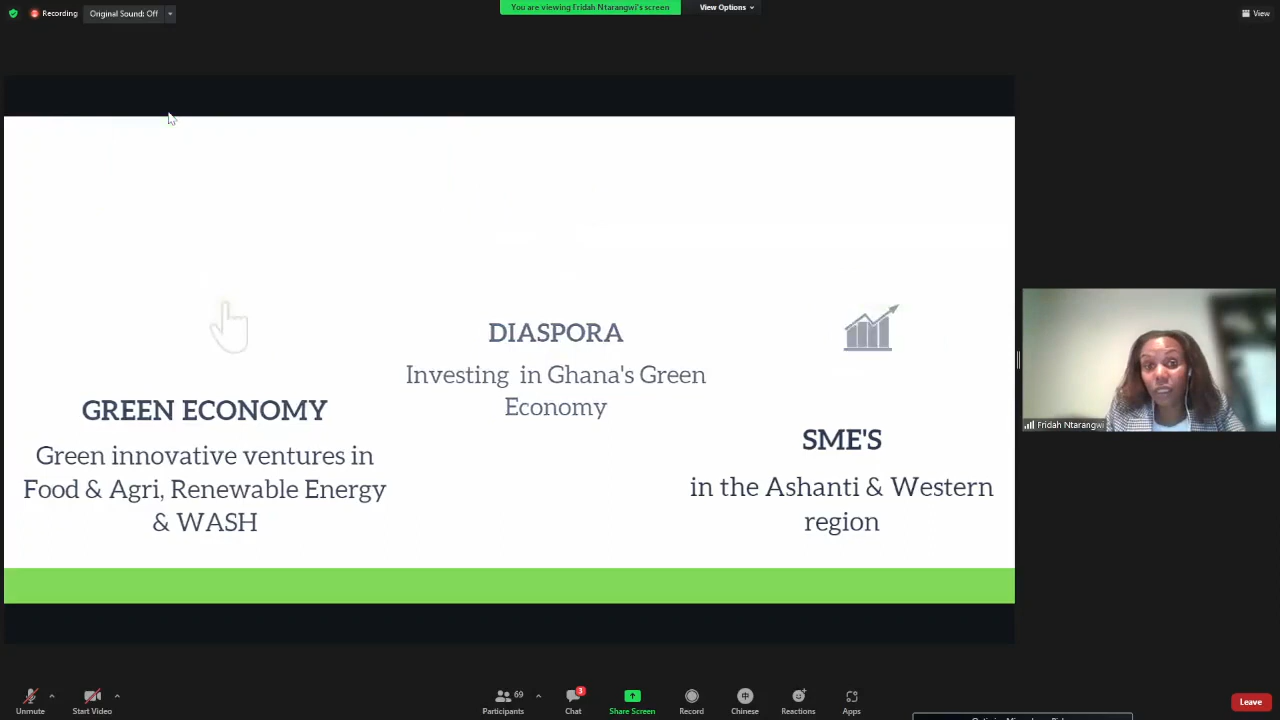 Recording
Original Sound: Off
You are viewing Fridah Ntarangwi's screen
View Options
View
DIASPORA
Investing in Ghana's Green
Economy
GREEN ECONOMY
Green innovative ventures in
Food & Agri, Renewable Energy
& WASH
SME'S
in the Ashanti & Western
region
Fridah Ntarangwi
Unmute
Start Video
69
Participants
3
Chat
Share Screen
Record
中
Chinese
Reactions
Apps
Leave